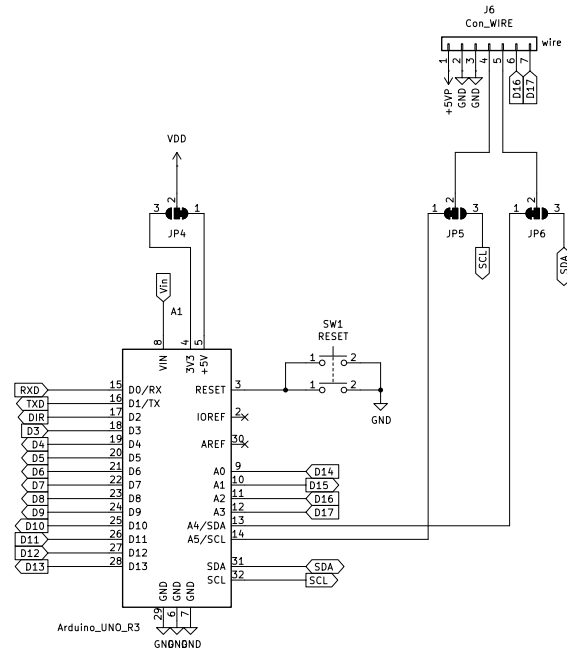 J6
Con_WIRE
wire
1 2 3 4 5 6 7
+5VP GND GND D16 D17
VDD
3 2 1
JP4
1 2 3
JP5
SCL
1 2 3
JP6
SDA
Vin
A1
8 4 5
VIN 3V3 +5V
SW1
RESET
1 2
1 2
GND
RXD 15 D0/RX RESET 3
TXD 16 D1/TX
DIR 17 D2 IOREF 2
D3 18 D3
D4 19 D4 AREF 30
D5 20 D5
D6 21 D6 A0 9 D14
D7 22 D7 A1 10 D15
D8 23 D8 A2 11 D16
D9 24 D9 A3 12 D17
D10 25 D10 A4/SDA 13
D11 26 D11 A5/SCL 14
D12 27 D12
D13 28 D13 SDA 31 SDA
SCL 32 SCL
GND GND GND
29 6 7
Arduino_UNO_R3
GND GND GND